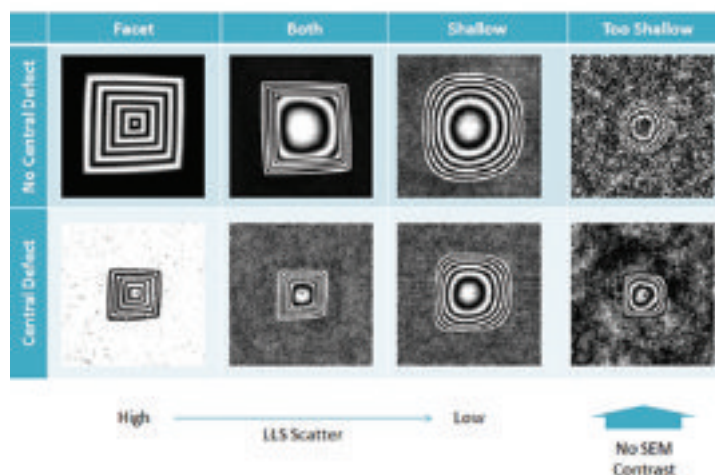 Facet Both Shallow Too Shallow
No Central Defect
Central Defect
High Low
LLS Scatter
No SEM
Contrast